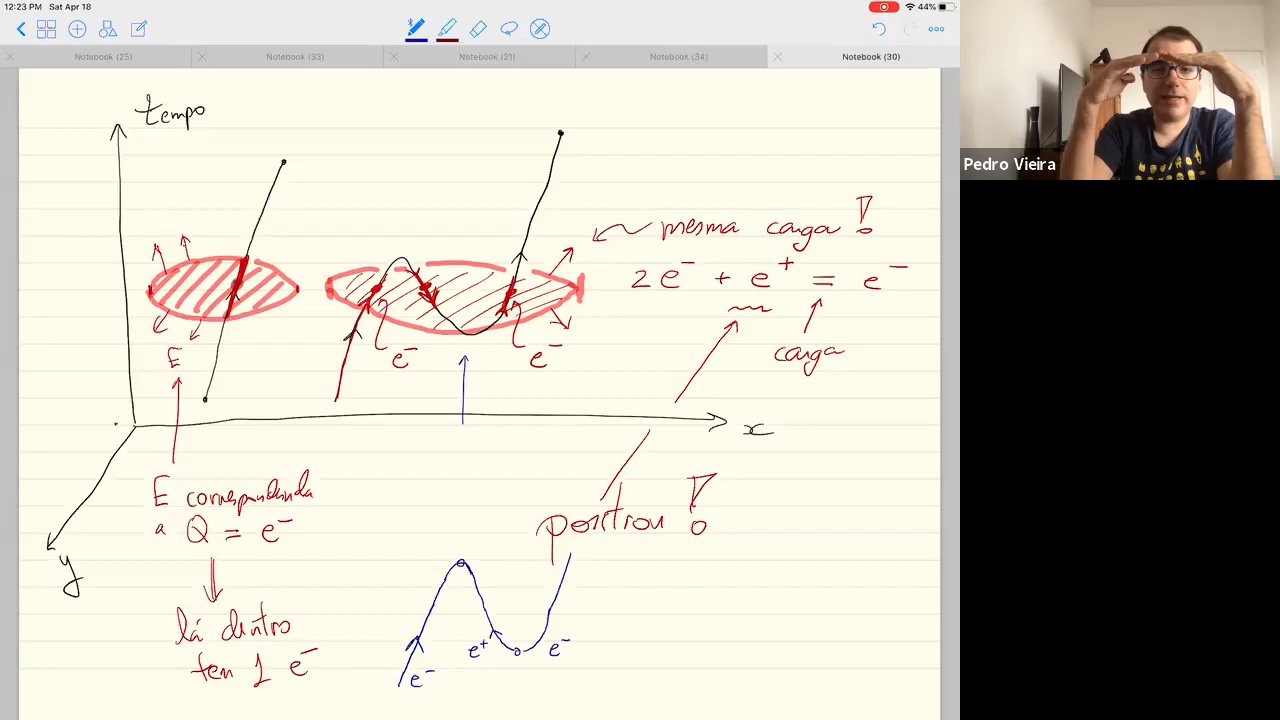 12:23 PM Sat Apr 18
44%
Notebook (25)
Notebook (33)
Notebook (21)
Notebook (34)
Notebook (30)
Pedro Vieira
tempo
mesma carga !
2e⁻ + e⁺ = e⁻
carga
e⁻
e⁻
E
x
y
E correspondenda
a Q = e⁻
positron !
lá dentro
tem 1 e⁻
e⁻
e⁺
e⁻